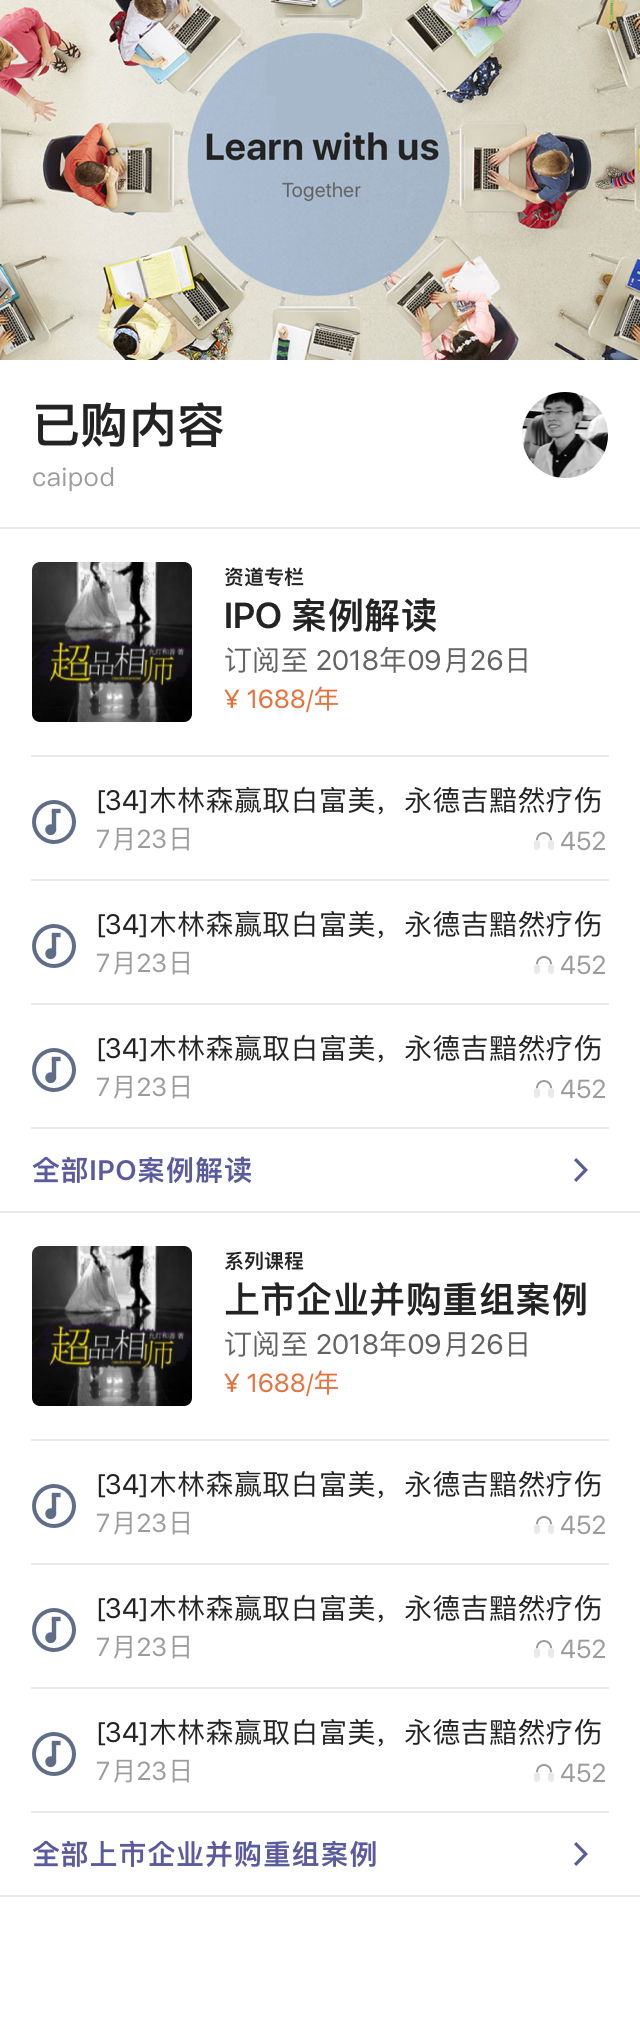 Learn with us
Together
已购内容
caipod
资道专栏
IPO 案例解读
订阅至 2018年09月26日
¥ 1688/年
超品相师
九灯和善 著
[34]木林森赢取白富美，永德吉黯然疗伤
7月23日
452
[34]木林森赢取白富美，永德吉黯然疗伤
7月23日
452
[34]木林森赢取白富美，永德吉黯然疗伤
7月23日
452
全部IPO案例解读
系列课程
上市企业并购重组案例
订阅至 2018年09月26日
¥ 1688/年
超品相师
九灯和善 著
[34]木林森赢取白富美，永德吉黯然疗伤
7月23日
452
[34]木林森赢取白富美，永德吉黯然疗伤
7月23日
452
[34]木林森赢取白富美，永德吉黯然疗伤
7月23日
452
全部上市企业并购重组案例